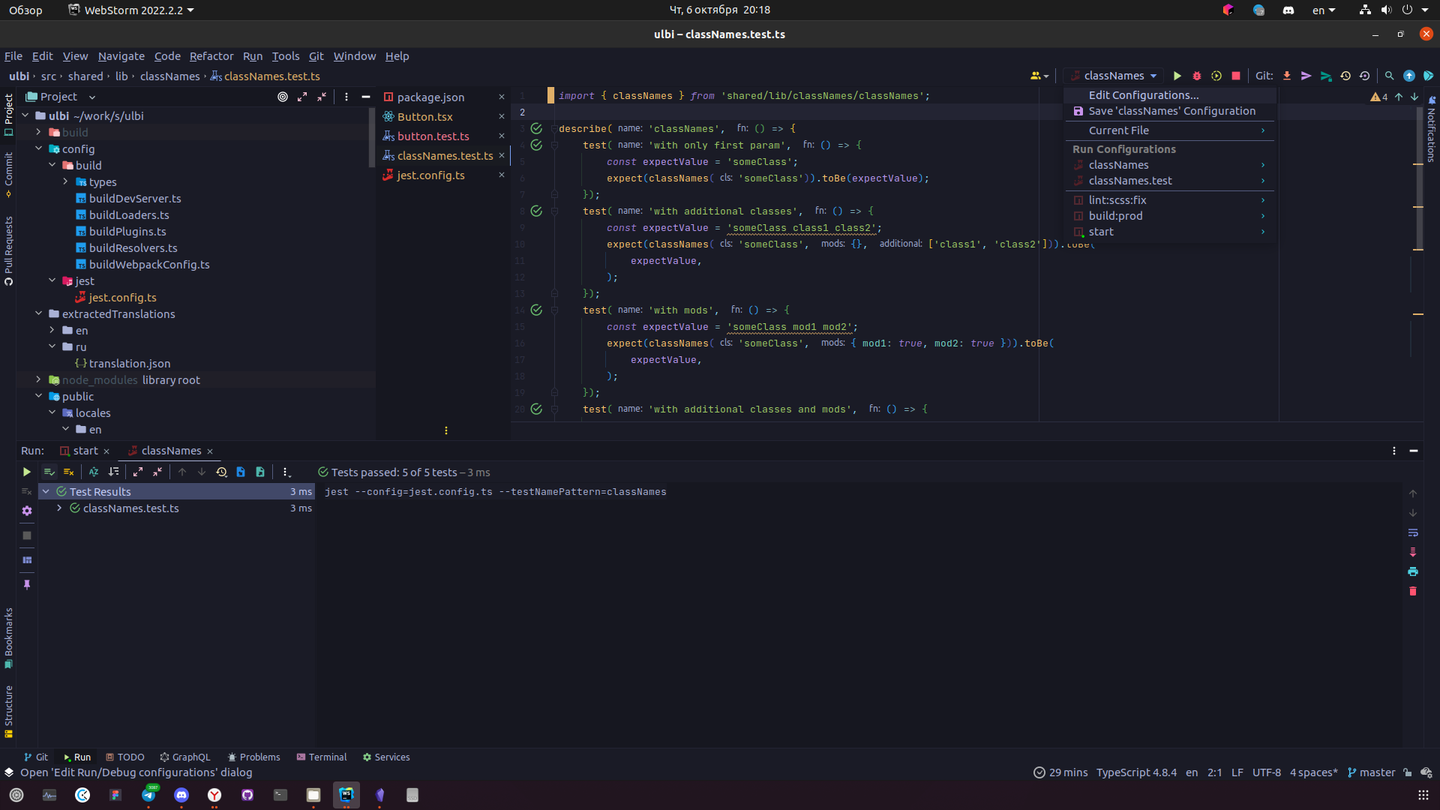 Обзор WebStorm 2022.2.2 Чт, 6 октября 20:18 en
ulbi – classNames.test.ts
File Edit View Navigate Code Refactor Run Tools Git Window Help
ulbi › src › shared › lib › classNames › classNames.test.ts classNames Git:
Project
Commit
Pull Requests
Bookmarks
Structure
Notifications
Project
ulbi ~/work/s/ulbi
build
config
build
types
buildDevServer.ts
buildLoaders.ts
buildPlugins.ts
buildResolvers.ts
buildWebpackConfig.ts
jest
jest.config.ts
extractedTranslations
en
ru
translation.json
node_modules library root
public
locales
en
package.json
Button.tsx
button.test.ts
classNames.test.ts
jest.config.ts
1 import { classNames } from 'shared/lib/classNames/classNames';
2
3 describe( name: 'classNames', fn: () => {
4 test( name: 'with only first param', fn: () => {
5 const expectValue = 'someClass';
6 expect(classNames( cls: 'someClass')).toBe(expectValue);
7 });
8 test( name: 'with additional classes', fn: () => {
9 const expectValue = 'someClass class1 class2';
10 expect(classNames( cls: 'someClass', mods: {}, additional: ['class1', 'class2'])).toBe(
11 expectValue,
12 );
13 });
14 test( name: 'with mods', fn: () => {
15 const expectValue = 'someClass mod1 mod2';
16 expect(classNames( cls: 'someClass', mods: { mod1: true, mod2: true })).toBe(
17 expectValue,
18 );
19 });
20 test( name: 'with additional classes and mods', fn: () => {
4
Edit Configurations...
Save 'classNames' Configuration
Current File
Run Configurations
classNames
classNames.test
lint:scss:fix
build:prod
start
Run: start classNames
Tests passed: 5 of 5 tests – 3 ms
Test Results 3 ms
classNames.test.ts 3 ms
jest --config=jest.config.ts --testNamePattern=classNames
Git Run TODO GraphQL Problems Terminal Services
Open 'Edit Run/Debug configurations' dialog 29 mins TypeScript 4.8.4 en 2:1 LF UTF-8 4 spaces* master